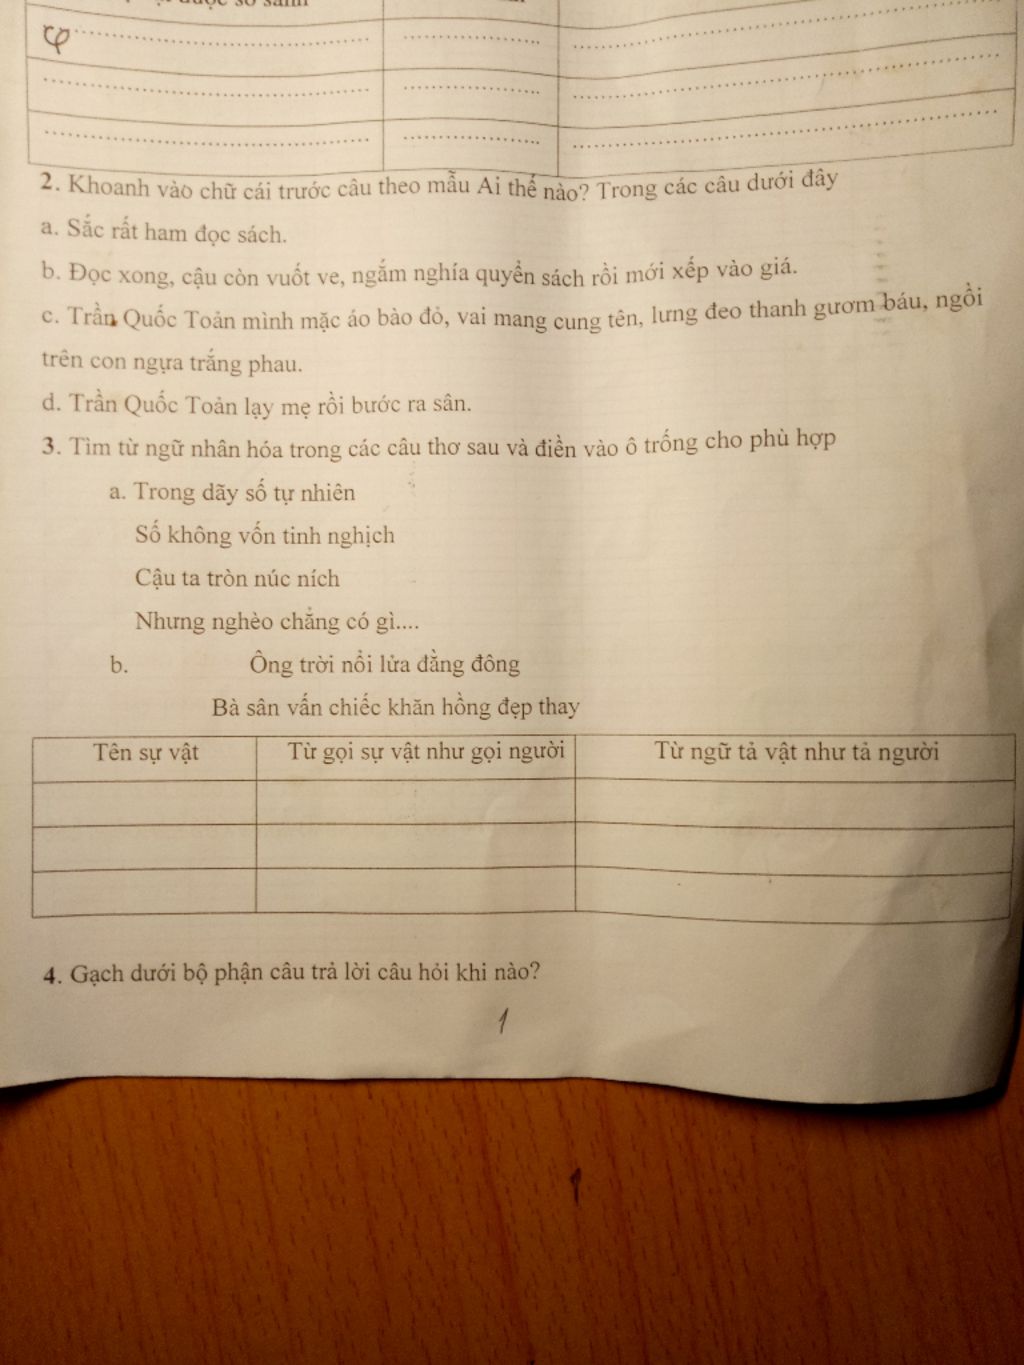 được so sánh
2. Khoanh vào chữ cái trước câu theo mẫu Ai thế nào? Trong các câu dưới đây
a. Sắc rất ham đọc sách.
b. Đọc xong, cậu còn vuốt ve, ngắm nghía quyển sách rồi mới xếp vào giá.
c. Trần Quốc Toản mình mặc áo bào đỏ, vai mang cung tên, lưng đeo thanh gươm báu, ngồi
trên con ngựa trắng phau.
d. Trần Quốc Toản lạy mẹ rồi bước ra sân.
3. Tìm từ ngữ nhân hóa trong các câu thơ sau và điền vào ô trống cho phù hợp
a. Trong dãy số tự nhiên
Số không vốn tinh nghịch
Cậu ta tròn núc ních
Nhưng nghèo chẳng có gì....
b. Ông trời nổi lửa đằng đông
Bà sân vấn chiếc khăn hồng đẹp thay
Tên sự vật Từ gọi sự vật như gọi người Từ ngữ tả vật như tả người
4. Gạch dưới bộ phận câu trả lời câu hỏi khi nào?
1